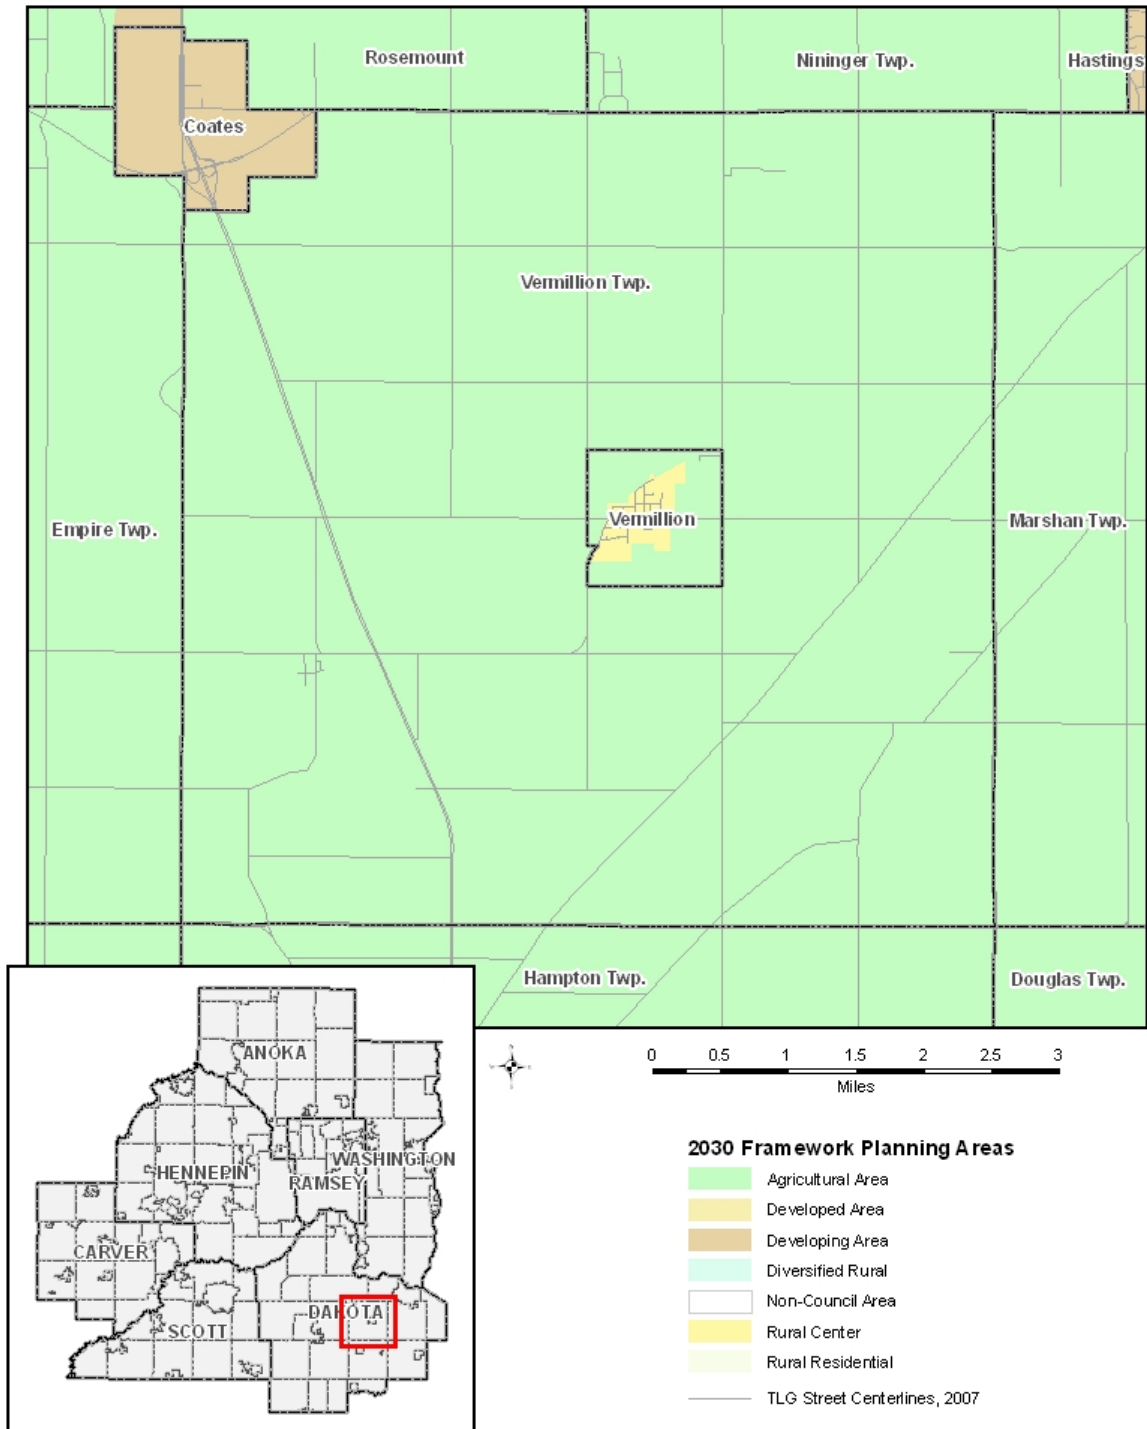 Rosemount
Nininger Twp.
Hastings
Coates
Vermillion Twp.
Empire Twp.
Vermillion
Marshan Twp.
Hampton Twp.
Douglas Twp.
ANOKA
HENNEPIN
WASHINGTON
RAMSEY
CARVER
DAKOTA
SCOTT
0 0.5 1 1.5 2 2.5 3
Miles
2030 Framework Planning Areas
Agricultural Area
Developed Area
Developing Area
Diversified Rural
Non-Council Area
Rural Center
Rural Residential
TLG Street Centerlines, 2007